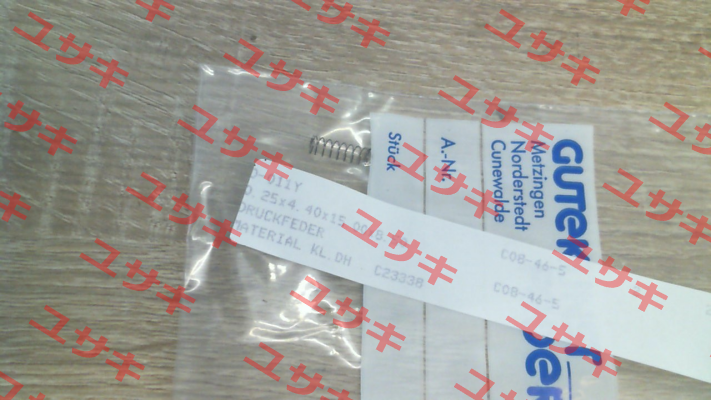 GUTEK
Metzingen
Norderstedt
Cunewalde
A.-Nr.
Stück
DRUCKFEDER
MATERIAL KL.DH . C23338
C08-46-5
C08-46-5
ユサキ